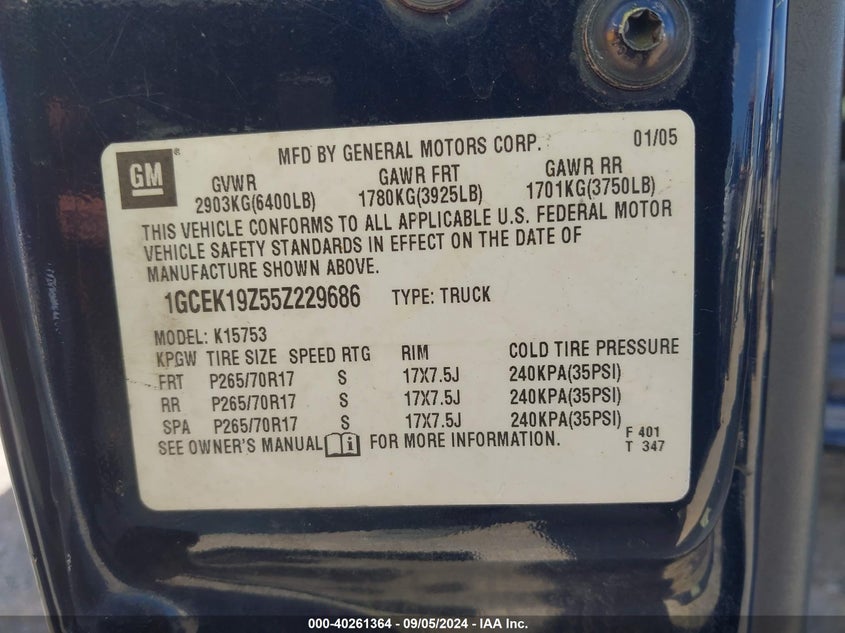 GM ®
MFD BY GENERAL MOTORS CORP. 01/05
GVWR GAWR FRT GAWR RR
2903KG(6400LB) 1780KG(3925LB) 1701KG(3750LB)
THIS VEHICLE CONFORMS TO ALL APPLICABLE U.S. FEDERAL MOTOR
VEHICLE SAFETY STANDARDS IN EFFECT ON THE DATE OF
MANUFACTURE SHOWN ABOVE.
1GCEK19Z55Z229686 TYPE: TRUCK
MODEL: K15753
KPGW TIRE SIZE SPEED RTG RIM COLD TIRE PRESSURE
FRT P265/70R17 S 17X7.5J 240KPA(35PSI)
RR P265/70R17 S 17X7.5J 240KPA(35PSI)
SPA P265/70R17 S 17X7.5J 240KPA(35PSI)
SEE OWNER'S MANUAL i FOR MORE INFORMATION.
F 401
T 347
000-40261364 - 09/05/2024 - IAA Inc.